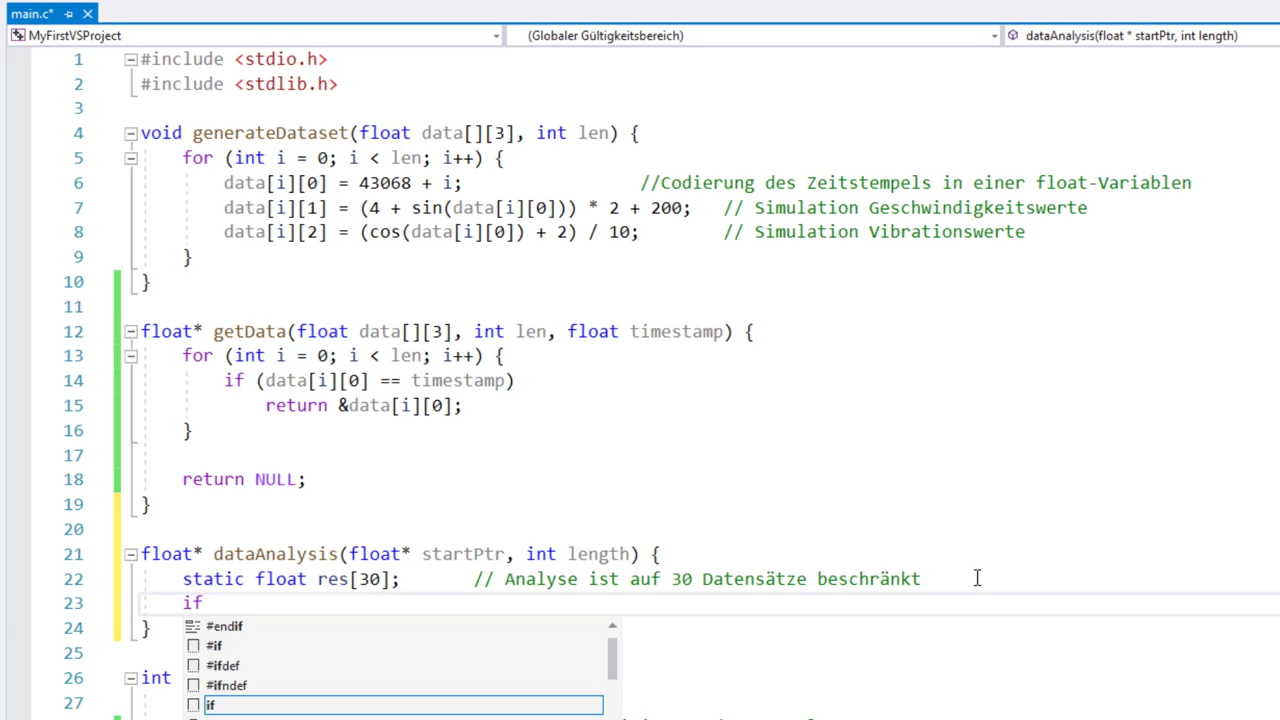 main.c*
MyFirstVSProject (Globaler Gültigkeitsbereich) dataAnalysis(float * startPtr, int length)
1 #include <stdio.h>
2 #include <stdlib.h>
3
4 void generateDataset(float data[][3], int len) {
5 for (int i = 0; i < len; i++) {
6 data[i][0] = 43068 + i; //Codierung des Zeitstempels in einer float-Variablen
7 data[i][1] = (4 + sin(data[i][0])) * 2 + 200; // Simulation Geschwindigkeitswerte
8 data[i][2] = (cos(data[i][0]) + 2) / 10; // Simulation Vibrationswerte
9 }
10 }
11
12 float* getData(float data[][3], int len, float timestamp) {
13 for (int i = 0; i < len; i++) {
14 if (data[i][0] == timestamp)
15 return &data[i][0];
16 }
17
18 return NULL;
19 }
20
21 float* dataAnalysis(float* startPtr, int length) {
22 static float res[30]; // Analyse ist auf 30 Datensätze beschränkt
23 if
24 }
#endif
25
#if
#ifdef
26 int
#ifndef
27
if